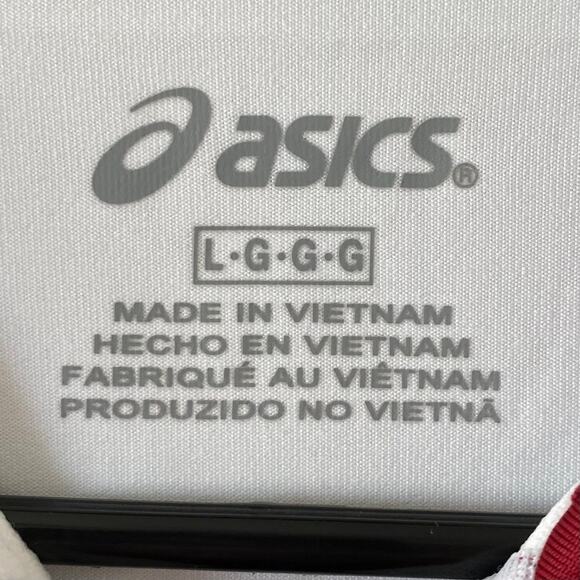 asics®
L·G·G·G
MADE IN VIETNAM
HECHO EN VIETNAM
FABRIQUÉ AU VIÊTNAM
PRODUZIDO NO VIETNÃ